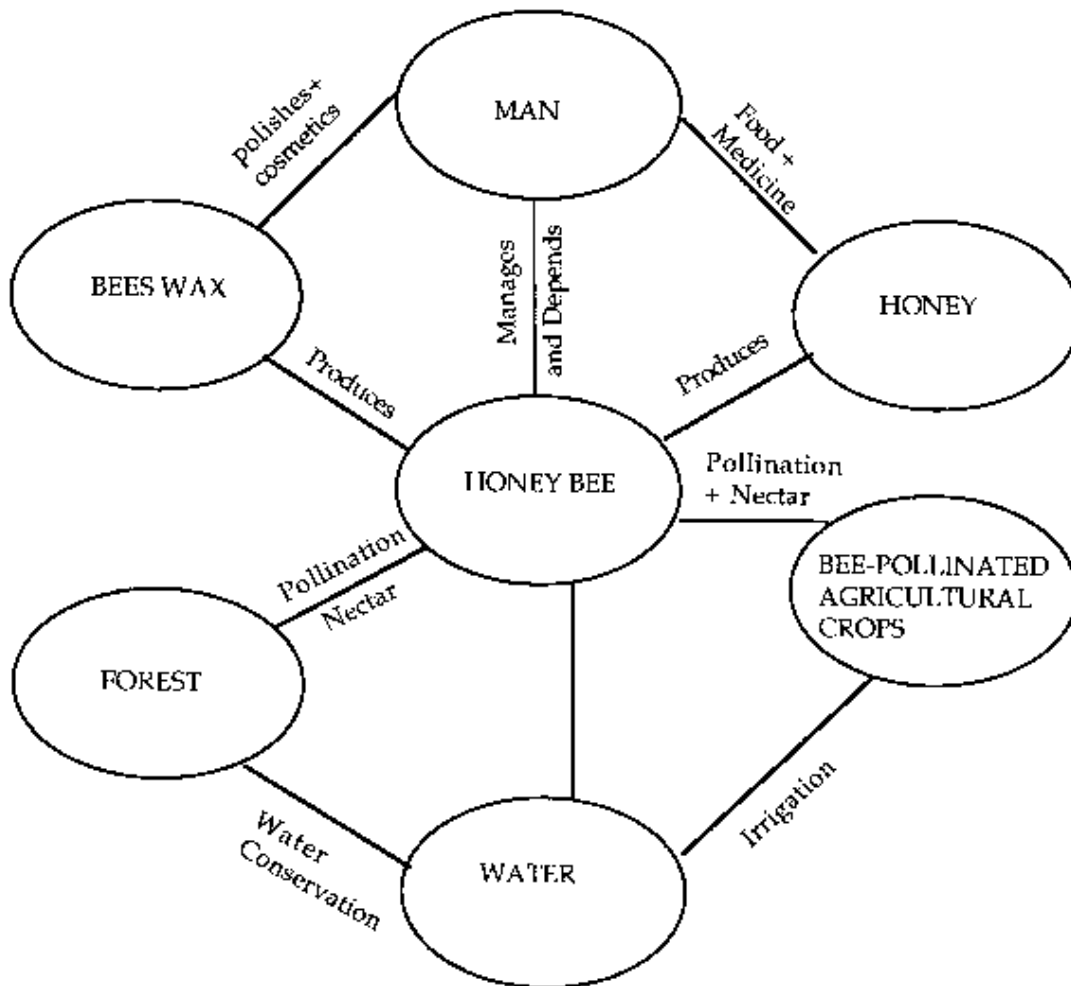 MAN
polishes+
cosmetics
Food +
Medicine
BEES WAX
Manages
and Depends
HONEY
Produces
Produces
HONEY BEE
Pollination
+ Nectar
Pollination
Nectar
BEE-POLLINATED
AGRICULTURAL
CROPS
FOREST
Water
Conservation
WATER
Irrigation